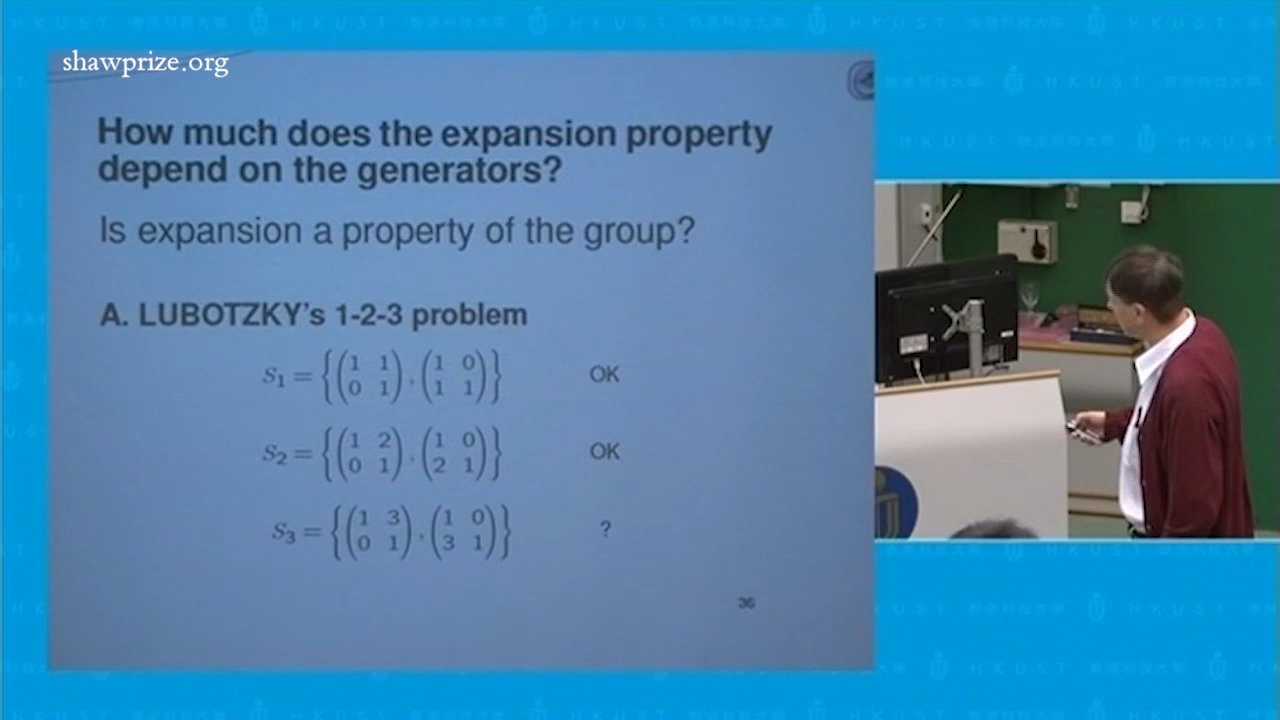 shawprize.org
How much does the expansion property
depend on the generators?
Is expansion a property of the group?
A. LUBOTZKY's 1-2-3 problem
S₁ = {(1 1; 0 1), (1 0; 1 1)} OK
S₂ = {(1 2; 0 1), (1 0; 2 1)} OK
S₃ = {(1 3; 0 1), (1 0; 3 1)} ?
36
HKUST